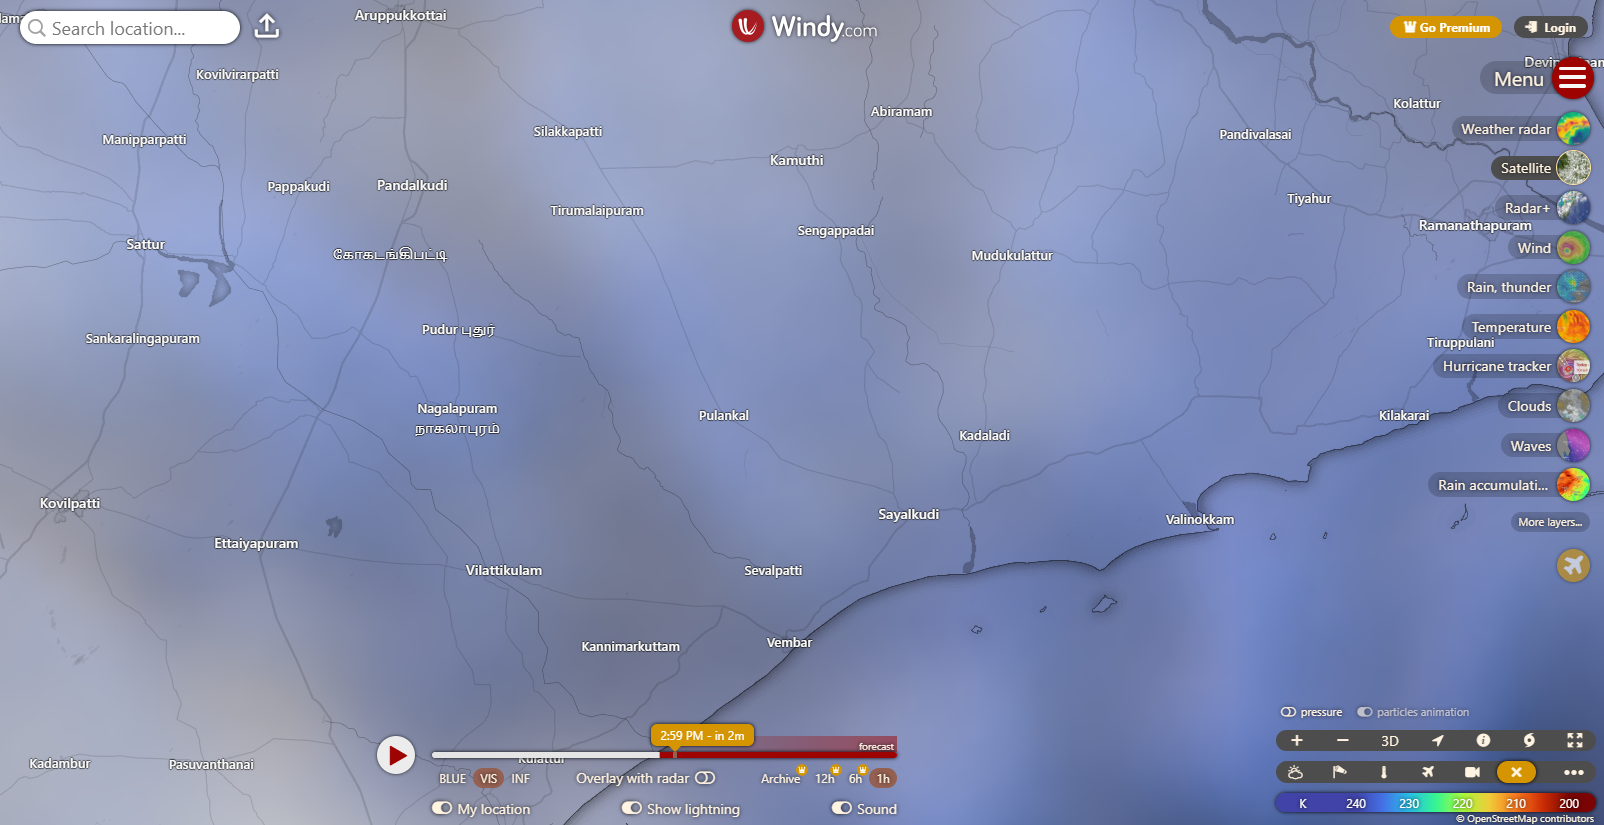 Aruppukkottai
Search location...
Windy.com
Go Premium
Login
Kovilvirarpatti
Menu
Kolattur
Abiramam
Silakkapatti
Pandivalasai
Weather radar
Manipparpatti
Kamuthi
Satellite
Pappakudi
Pandalkudi
Tiyahur
Radar+
Tirumalaipuram
Ramanathapuram
Sengappadai
Sattur
Wind
கோகடங்கிபட்டி
Mudukulattur
Rain, thunder
Pudur புதுர்
Temperature
Sankaralingapuram
Tiruppulani
Hurricane tracker
Nagalapuram
நாகலாபுரம்
Clouds
Pulankal
Kilakarai
Kadaladi
Waves
Rain accumulati...
Kovilpatti
Sayalkudi
Valinokkam
More layers...
Ettaiyapuram
Vilattikulam
Sevalpatti
Kannimarkuttam
Vembar
pressure
particles animation
2:59 PM - in 2m
forecast
3D
Kadambur
Pasuvanthanai
Kulattur
BLUE
VIS
INF
Overlay with radar
Archive
12h
6h
1h
My location
Show lightning
Sound
K 240 230 220 210 200
© OpenStreetMap contributors